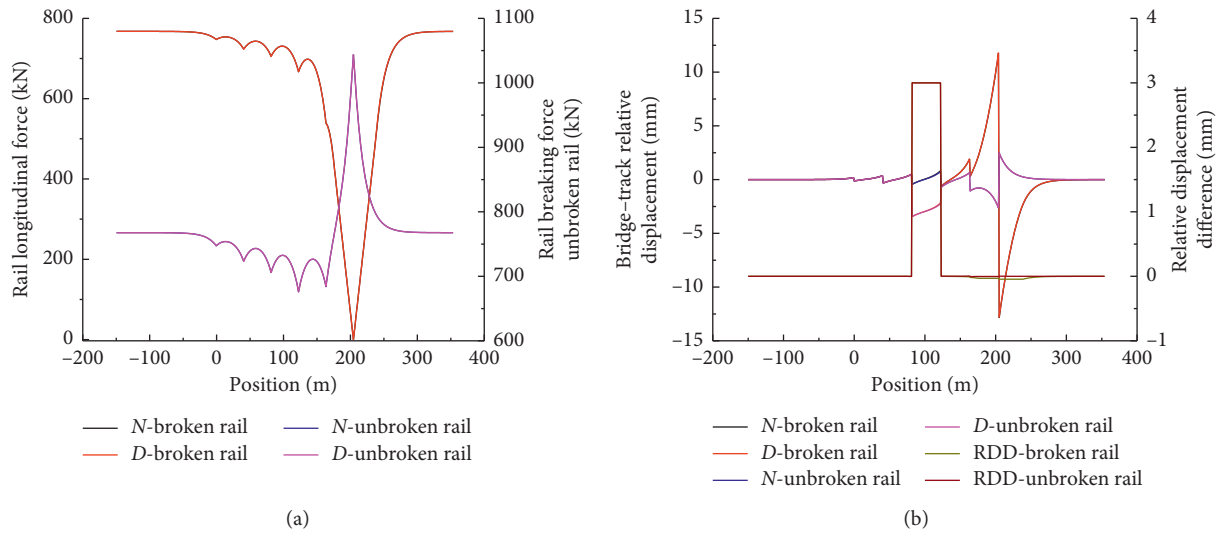 800
700
600
500
400
300
200
100
0
Rail longitudinal force (kN)
1100
1000
900
800
700
600
Rail breaking force
unbroken rail (kN)
−200 −100 0 100 200 300 400
Position (m)
N-broken rail
D-broken rail
N-unbroken rail
D-unbroken rail
(a)
15
10
5
0
−5
−10
−15
Bridge–track relative
displacement (mm)
4
3
2
1
0
−1
Relative displacement
difference (mm)
−200 −100 0 100 200 300 400
Position (m)
N-broken rail
D-broken rail
N-unbroken rail
D-unbroken rail
RDD-broken rail
RDD-unbroken rail
(b)